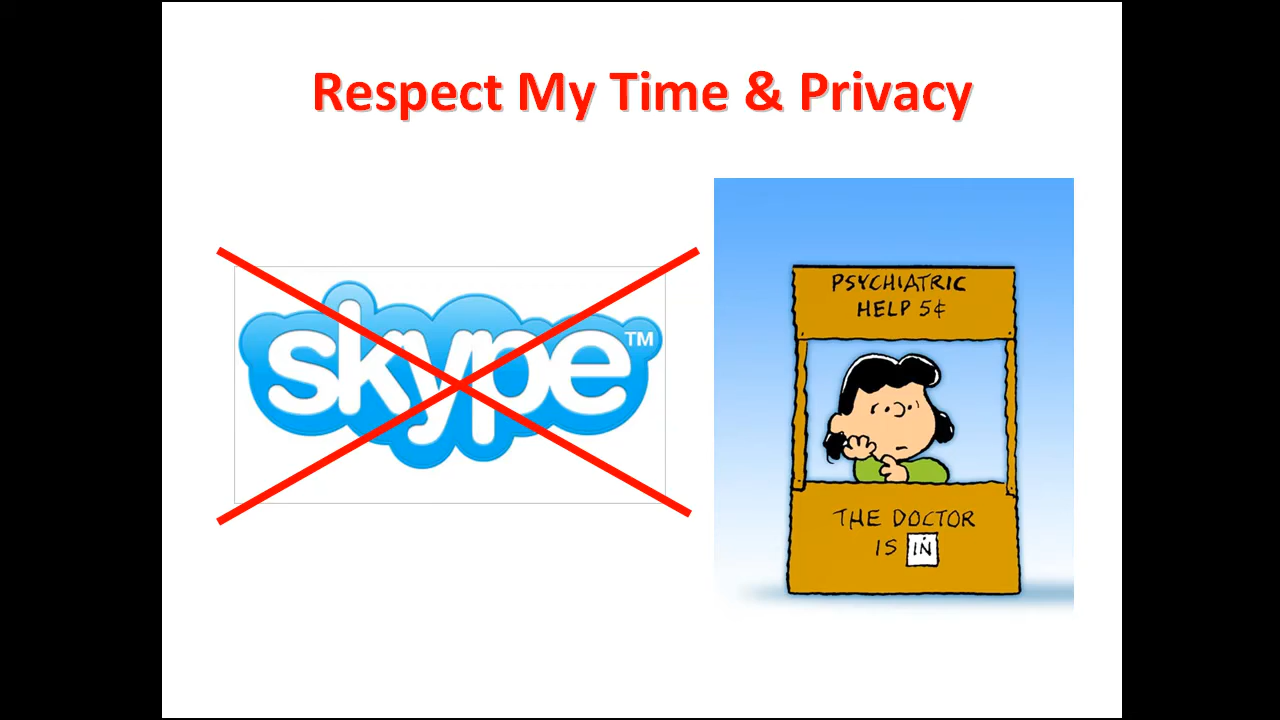 Respect My Time & Privacy
skype™
PSYCHIATRIC
HELP 5¢
THE DOCTOR
IS IN